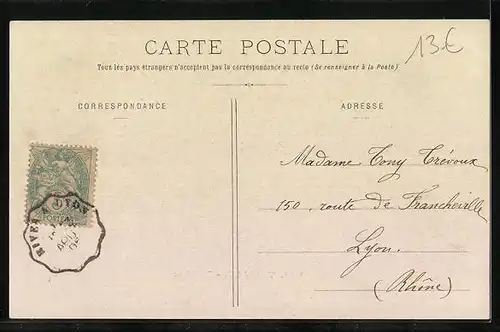 CARTE POSTALE
13€
Tous les pays étrangers n'acceptent pas la correspondance au recto (Se renseigner à la Poste)
CORRESPONDANCE
ADRESSE
Madame Tony Trévoux
150, route de Francheville
Lyon.
(Rhône)